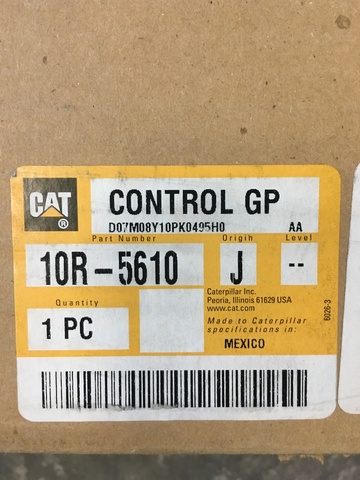 CAT
®
CONTROL GP
D07M08Y10PK0495H0 AA
Part Number Origin Level
10R-5610 J --
Quantity
1 PC
Caterpillar Inc.
Peoria, Illinois 61629 USA
www.cat.com
Made to Caterpillar
specifications in:
MEXICO
6026-3